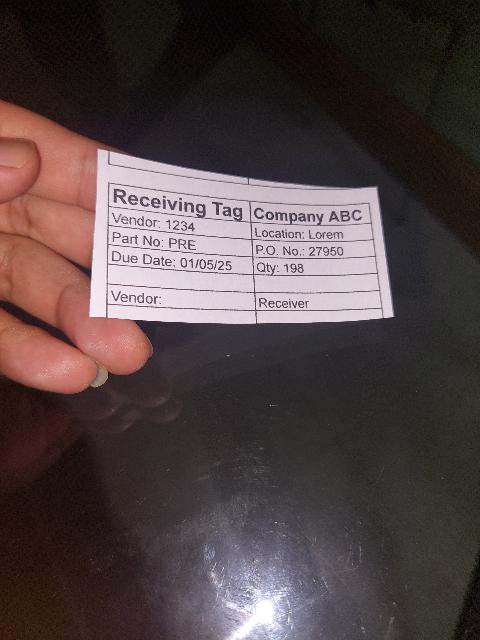 Receiving Tag Company ABC
Vendor: 1234 Location: Lorem
Part No: PRE P.O. No.: 27950
Due Date: 01/05/25 Qty: 198
Vendor: Receiver